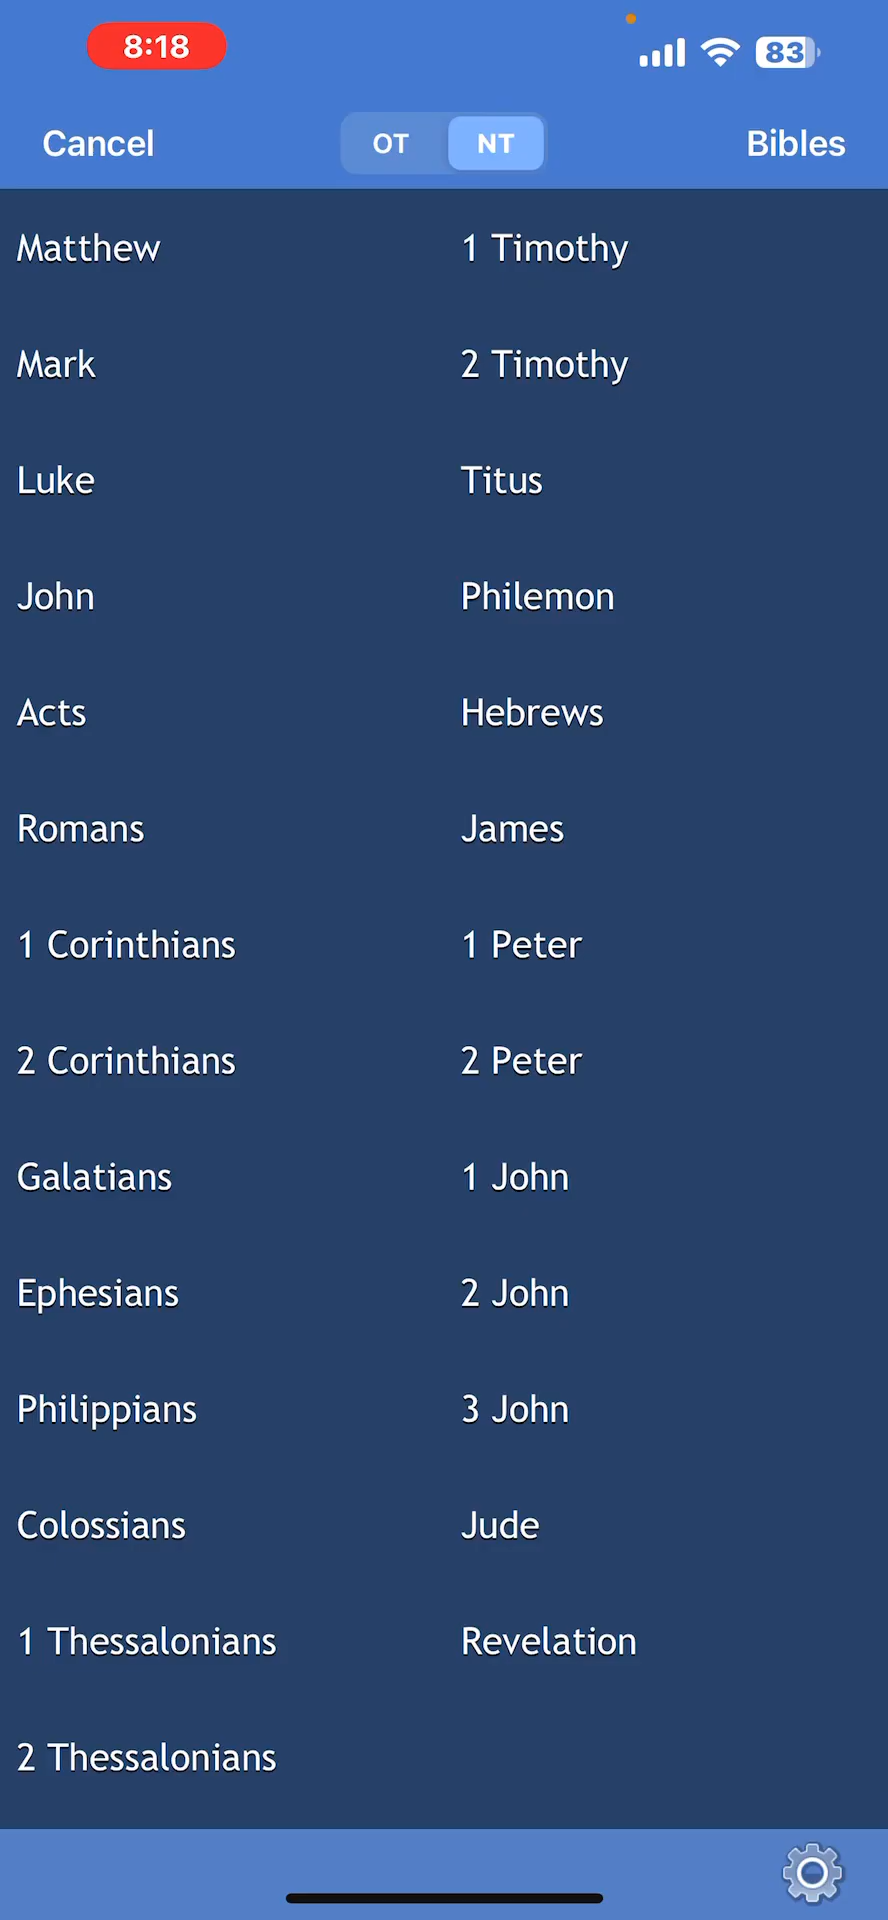 8:18
83
Cancel
OT
NT
Bibles
Matthew
Mark
Luke
John
Acts
Romans
1 Corinthians
2 Corinthians
Galatians
Ephesians
Philippians
Colossians
1 Thessalonians
2 Thessalonians
1 Timothy
2 Timothy
Titus
Philemon
Hebrews
James
1 Peter
2 Peter
1 John
2 John
3 John
Jude
Revelation